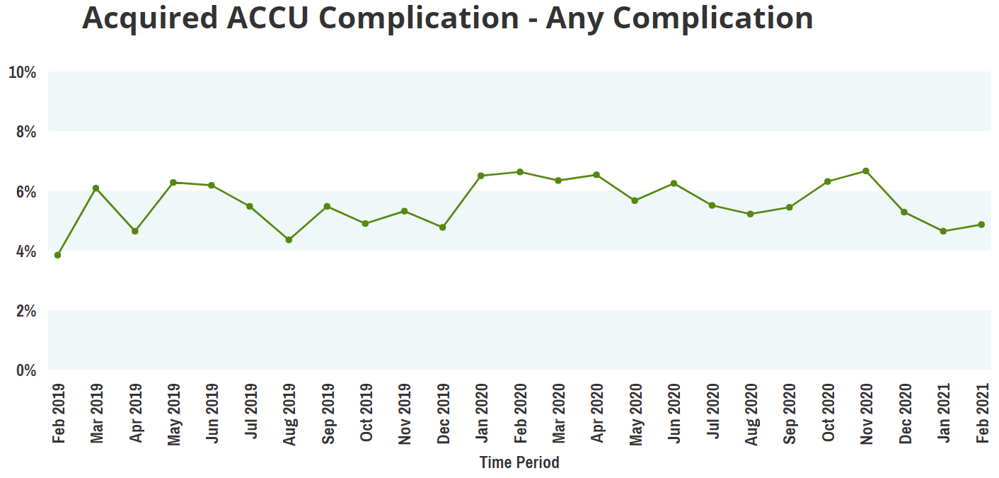 Acquired ACCU Complication - Any Complication
10%
8%
6%
4%
2%
0%
Feb 2019
Mar 2019
Apr 2019
May 2019
Jun 2019
Jul 2019
Aug 2019
Sep 2019
Oct 2019
Nov 2019
Dec 2019
Jan 2020
Feb 2020
Mar 2020
Apr 2020
May 2020
Jun 2020
Jul 2020
Aug 2020
Sep 2020
Oct 2020
Nov 2020
Dec 2020
Jan 2021
Feb 2021
Time Period